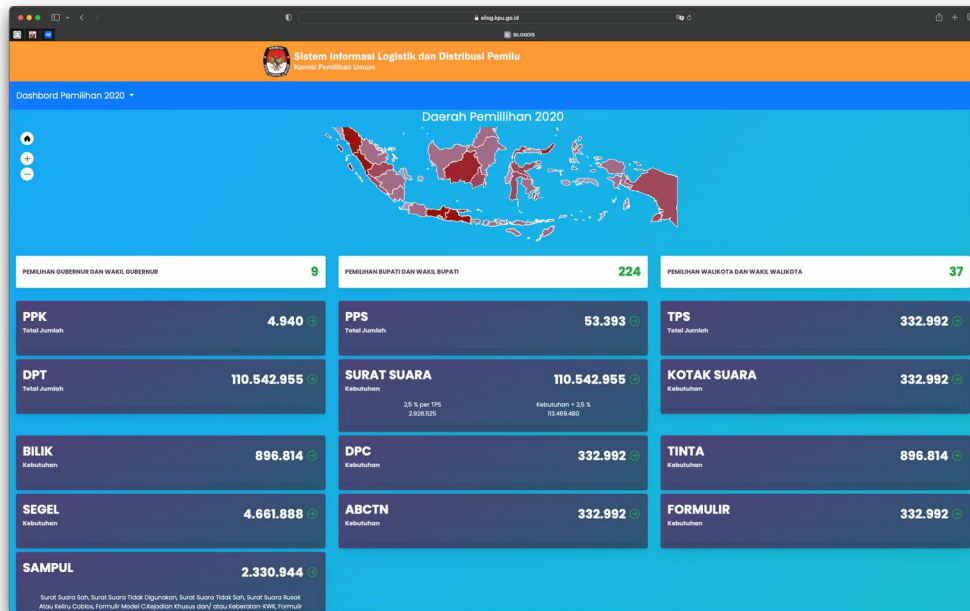 silog.kpu.go.id
SILOGDIS
Sistem Informasi Logistik dan Distribusi Pemilu
Komisi Pemilihan Umum
Dashbord Pemilihan 2020
Daerah Pemillihan 2020
PEMILIHAN GUBERNUR DAN WAKIL GUBERNUR 9
PEMILIHAN BUPATI DAN WAKIL BUPATI 224
PEMILIHAN WALIKOTA DAN WAKIL WALIKOTA 37
PPK 4.940
Total Jumlah
PPS 53.393
Total Jumlah
TPS 332.992
Total Jumlah
DPT 110.542.955
Total Jumlah
SURAT SUARA 110.542.955
Kebutuhan
2,5 % per TPS Kebutuhan + 2,5 %
2.926.525 113.469.480
KOTAK SUARA 332.992
Kebutuhan
BILIK 896.814
Kebutuhan
DPC 332.992
Kebutuhan
TINTA 896.814
Kebutuhan
SEGEL 4.661.888
Kebutuhan
ABCTN 332.992
Kebutuhan
FORMULIR 332.992
Kebutuhan
SAMPUL 2.330.944
Surat Suara Sah, Surat Suara Tidak Digunakan, Surat Suara Tidak Sah, Surat Suara Rusak
Atau Keliru Coblos, Formulir Model C.Kejadian Khusus dan/ atau Keberatan-KWK, Formulir